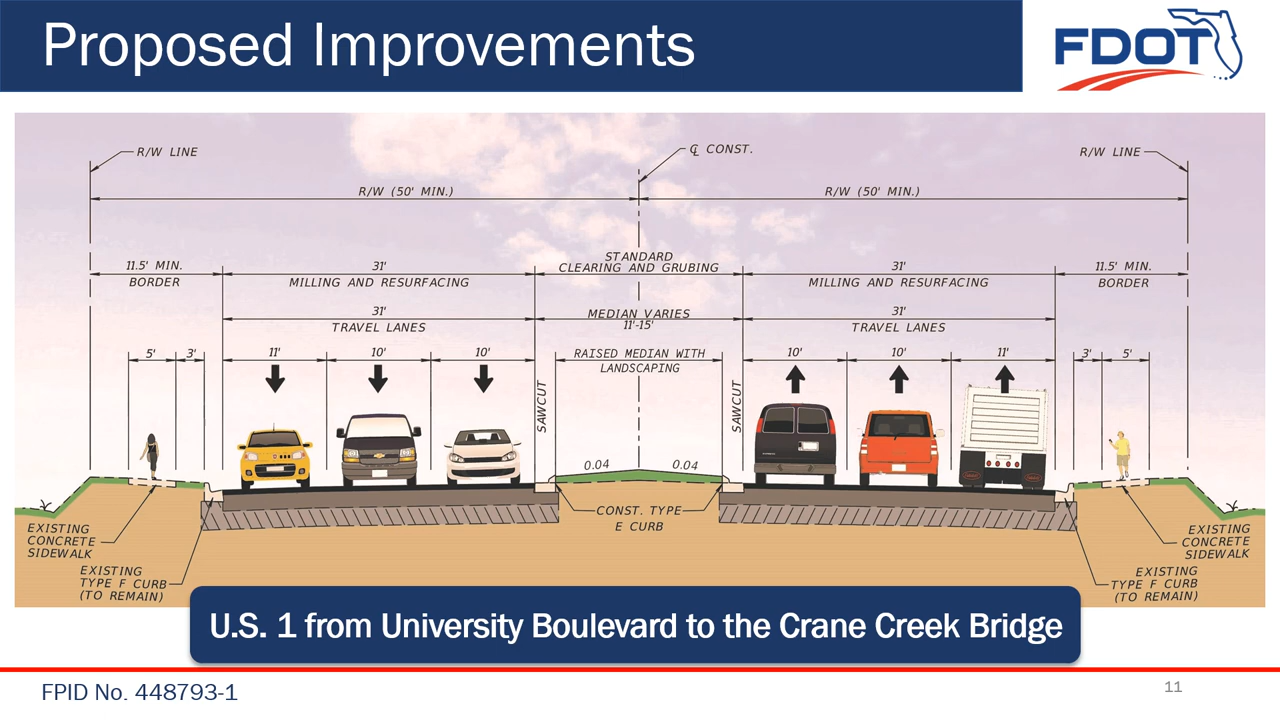 Proposed Improvements
FDOT
R/W LINE
℄ CONST.
R/W LINE
R/W (50' MIN.)
R/W (50' MIN.)
11.5' MIN.
BORDER
31'
MILLING AND RESURFACING
STANDARD
CLEARING AND GRUBING
31'
MILLING AND RESURFACING
11.5' MIN.
BORDER
31'
TRAVEL LANES
MEDIAN VARIES
11'-15'
31'
TRAVEL LANES
5'
3'
11'
10'
10'
RAISED MEDIAN WITH
LANDSCAPING
10'
10'
11'
3'
5'
SAWCUT
SAWCUT
0.04
0.04
CONST. TYPE
E CURB
EXISTING
CONCRETE
SIDEWALK
EXISTING
TYPE F CURB
(TO REMAIN)
EXISTING
CONCRETE
SIDEWALK
EXISTING
TYPE F CURB
(TO REMAIN)
U.S. 1 from University Boulevard to the Crane Creek Bridge
FPID No. 448793-1
11